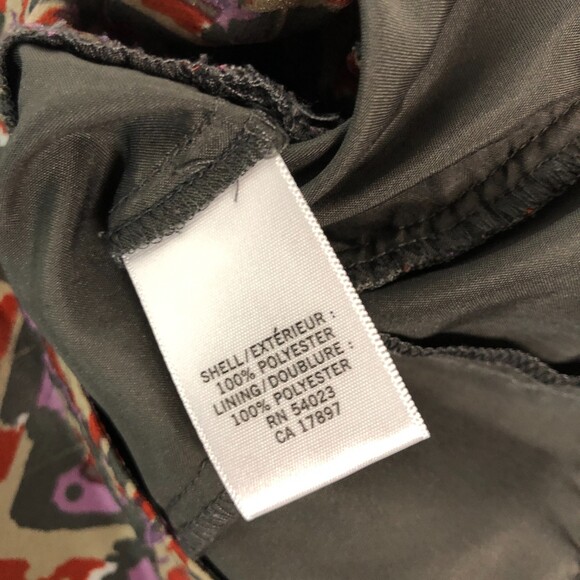 SHELL/EXTÉRIEUR :
100% POLYESTER
LINING/DOUBLURE :
100% POLYESTER
RN 54023
CA 17897